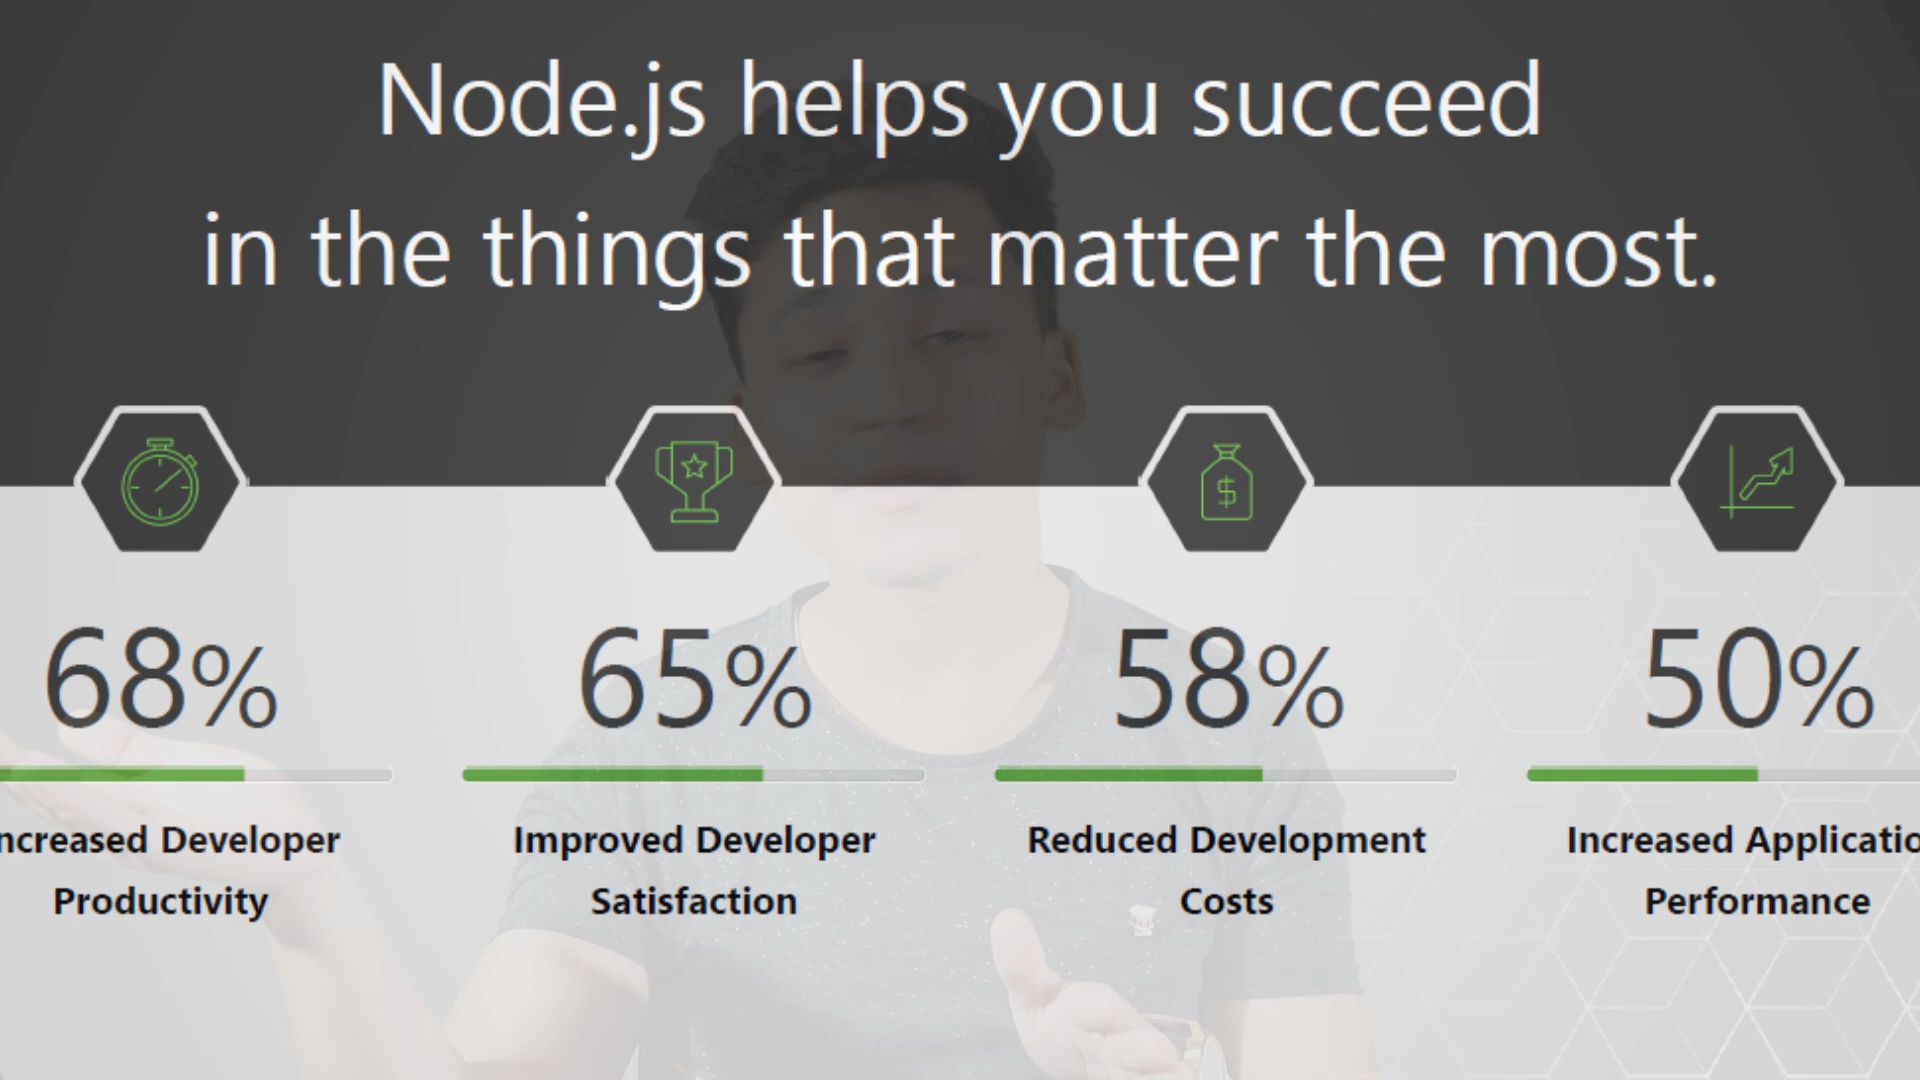 Node.js helps you succeed
in the things that matter the most.
68%
65%
58%
50%
ncreased Developer
Productivity
Improved Developer
Satisfaction
Reduced Development
Costs
Increased Applicatio
Performance